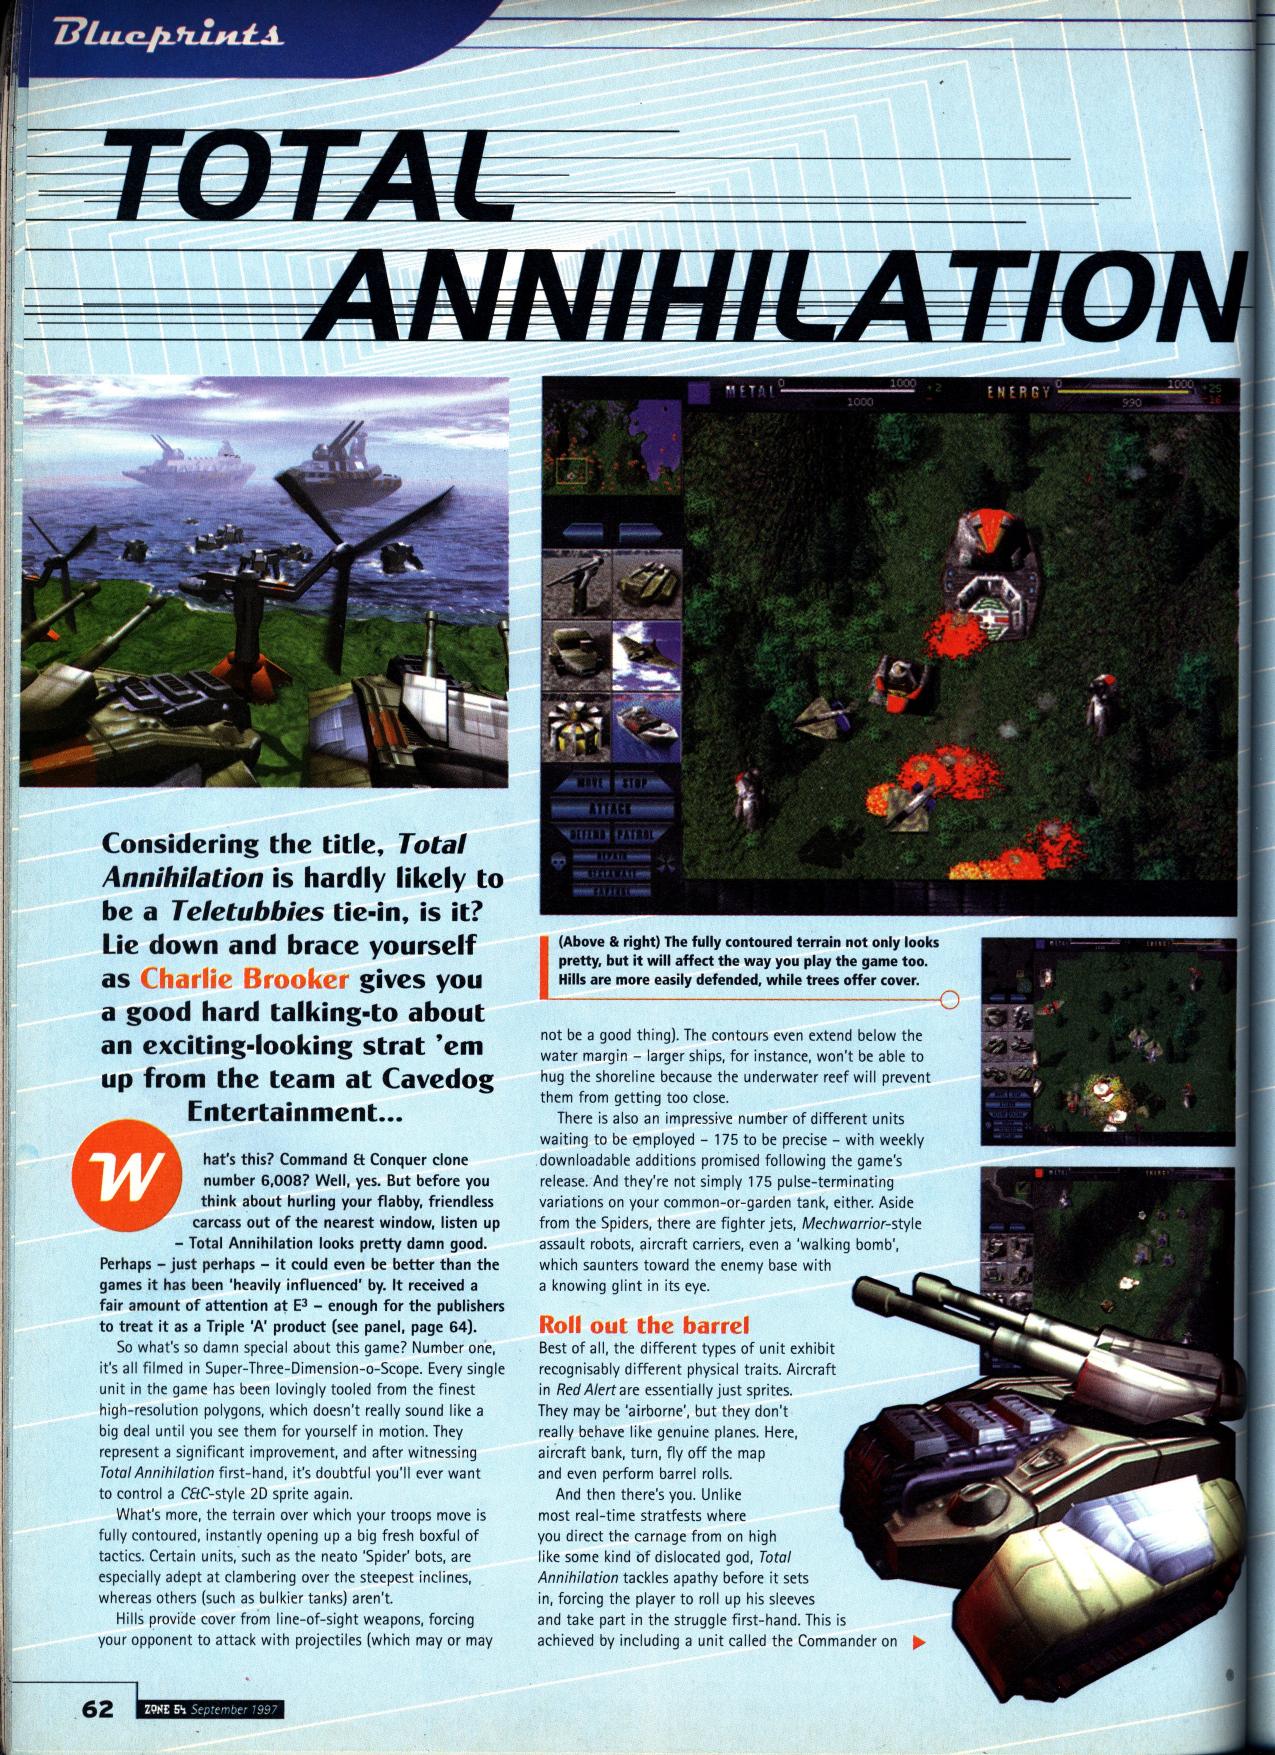 Blueprints
TOTAL
ANNIHILATION
METAL 0 1000 +2
1000
ENERGY 0 1000 +25
990 -16
MOVE STOP
ATTACK
DEFEND PATROL
REPAIR
RECLAMATE
CAPTURE
Considering the title, Total
Annihilation is hardly likely to
be a Teletubbies tie-in, is it?
Lie down and brace yourself
as Charlie Brooker gives you
a good hard talking-to about
an exciting-looking strat 'em
up from the team at Cavedog
Entertainment...
What's this? Command & Conquer clone
number 6,008? Well, yes. But before you
think about hurling your flabby, friendless
carcass out of the nearest window, listen up
– Total Annihilation looks pretty damn good.
Perhaps – just perhaps – it could even be better than the
games it has been 'heavily influenced' by. It received a
fair amount of attention at E3 – enough for the publishers
to treat it as a Triple 'A' product (see panel, page 64).
So what's so damn special about this game? Number one,
it's all filmed in Super-Three-Dimension-o-Scope. Every single
unit in the game has been lovingly tooled from the finest
high-resolution polygons, which doesn't really sound like a
big deal until you see them for yourself in motion. They
represent a significant improvement, and after witnessing
Total Annihilation first-hand, it's doubtful you'll ever want
to control a C&C-style 2D sprite again.
What's more, the terrain over which your troops move is
fully contoured, instantly opening up a big fresh boxful of
tactics. Certain units, such as the neato 'Spider' bots, are
especially adept at clambering over the steepest inclines,
whereas others (such as bulkier tanks) aren't.
Hills provide cover from line-of-sight weapons, forcing
your opponent to attack with projectiles (which may or may
(Above & right) The fully contoured terrain not only looks
pretty, but it will affect the way you play the game too.
Hills are more easily defended, while trees offer cover.
not be a good thing). The contours even extend below the
water margin – larger ships, for instance, won't be able to
hug the shoreline because the underwater reef will prevent
them from getting too close.
There is also an impressive number of different units
waiting to be employed – 175 to be precise – with weekly
downloadable additions promised following the game's
release. And they're not simply 175 pulse-terminating
variations on your common-or-garden tank, either. Aside
from the Spiders, there are fighter jets, Mechwarrior-style
assault robots, aircraft carriers, even a 'walking bomb',
which saunters toward the enemy base with
a knowing glint in its eye.
Roll out the barrel
Best of all, the different types of unit exhibit
recognisably different physical traits. Aircraft
in Red Alert are essentially just sprites.
They may be 'airborne', but they don't
really behave like genuine planes. Here,
aircraft bank, turn, fly off the map
and even perform barrel rolls.
And then there's you. Unlike
most real-time stratfests where
you direct the carnage from on high
like some kind of dislocated god, Total
Annihilation tackles apathy before it sets
in, forcing the player to roll up his sleeves
and take part in the struggle first-hand. This is
achieved by including a unit called the Commander on
62 ZONE 54 September 1997